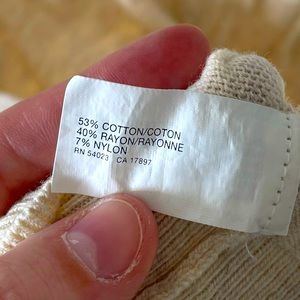 53% COTTON/COTON
40% RAYON/RAYONNE
7% NYLON
RN 54023 CA 17897